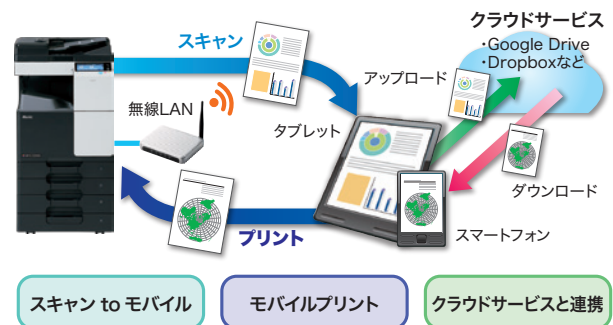 クラウドサービス
・Google Drive
・Dropboxなど
スキャン
アップロード
無線LAN
タブレット
ダウンロード
プリント
スマートフォン
スキャン to モバイル
モバイルプリント
クラウドサービスと連携